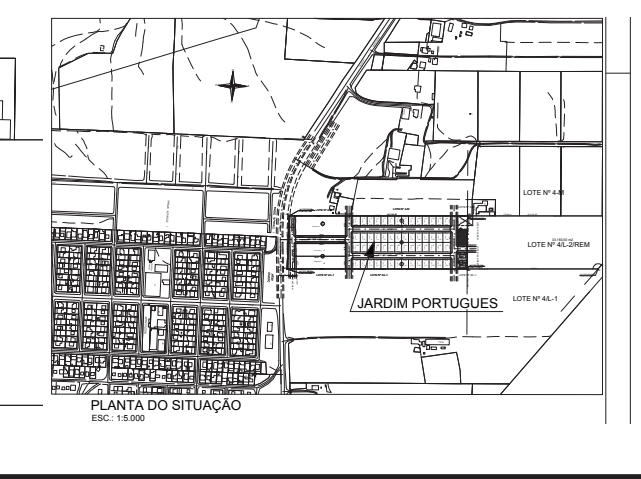 LOTE Nº 4-M
LOTE Nº 4/L-2/REM
JARDIM PORTUGUES
LOTE Nº 4/L-1
PLANTA DO SITUAÇÃO
ESC.: 1:5.000